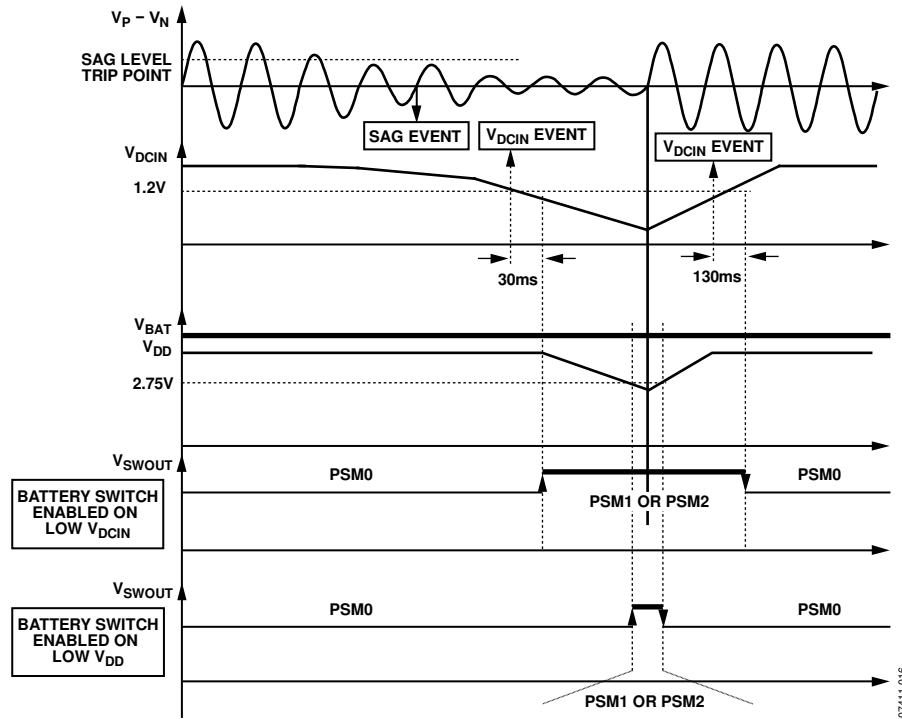 VP – VN
SAG LEVEL
TRIP POINT
SAG EVENT
VDCIN EVENT
VDCIN EVENT
VDCIN
1.2V
30ms
130ms
VBAT
VDD
2.75V
VSWOUT
PSM0
PSM0
BATTERY SWITCH
ENABLED ON
LOW VDCIN
PSM1 OR PSM2
VSWOUT
PSM0
PSM0
BATTERY SWITCH
ENABLED ON
LOW VDD
PSM1 OR PSM2
07411-016